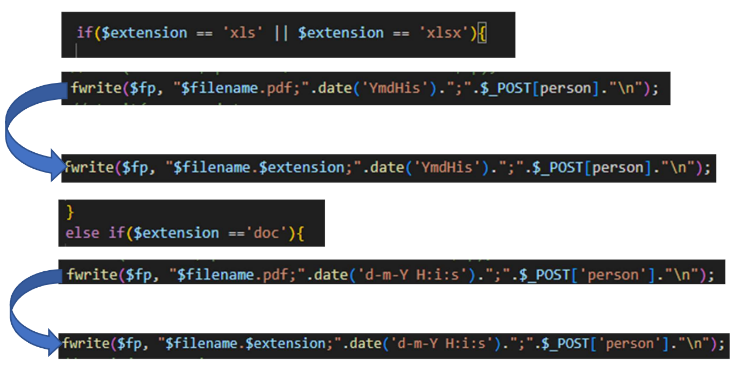 if($extension == 'xls' || $extension == 'xlsx'){
fwrite($fp, "$filename.pdf;".date('YmdHis').";".$_POST[person]."\n");
fwrite($fp, "$filename.$extension;".date('YmdHis').";".$_POST[person]."\n");
}
else if($extension =='doc'){
fwrite($fp, "$filename.pdf;".date('d-m-Y H:i:s').";".$_POST['person']."\n");
fwrite($fp, "$filename.$extension;".date('d-m-Y H:i:s').";".$_POST['person']."\n");